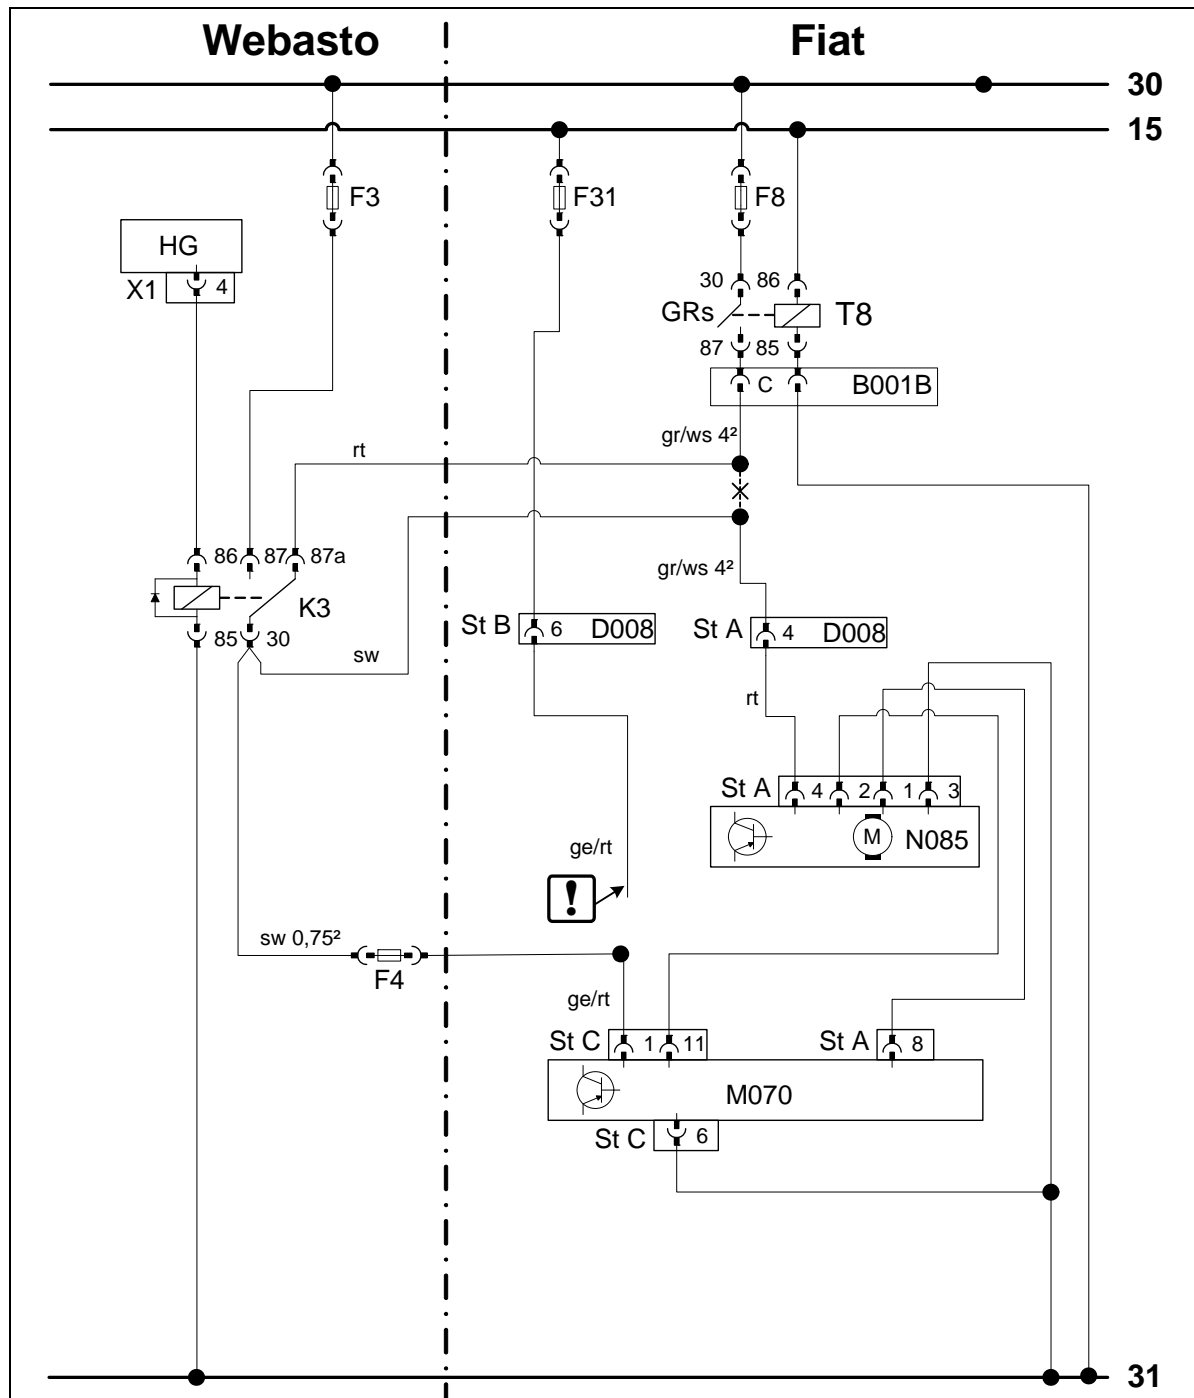 Webasto Fiat
30
15
F3 F31 F8
HG
X1 4
30 86
GRs T8
87 85
C B001B
gr/ws 4²
rt
gr/ws 4²
86 87 87a
K3
85 30
sw
St B 6 D008 St A 4 D008
rt
St A 4 2 1 3
M N085
ge/rt
!
sw 0,75²
F4
ge/rt
St C 1 11 St A 8
M070
St C 6
31